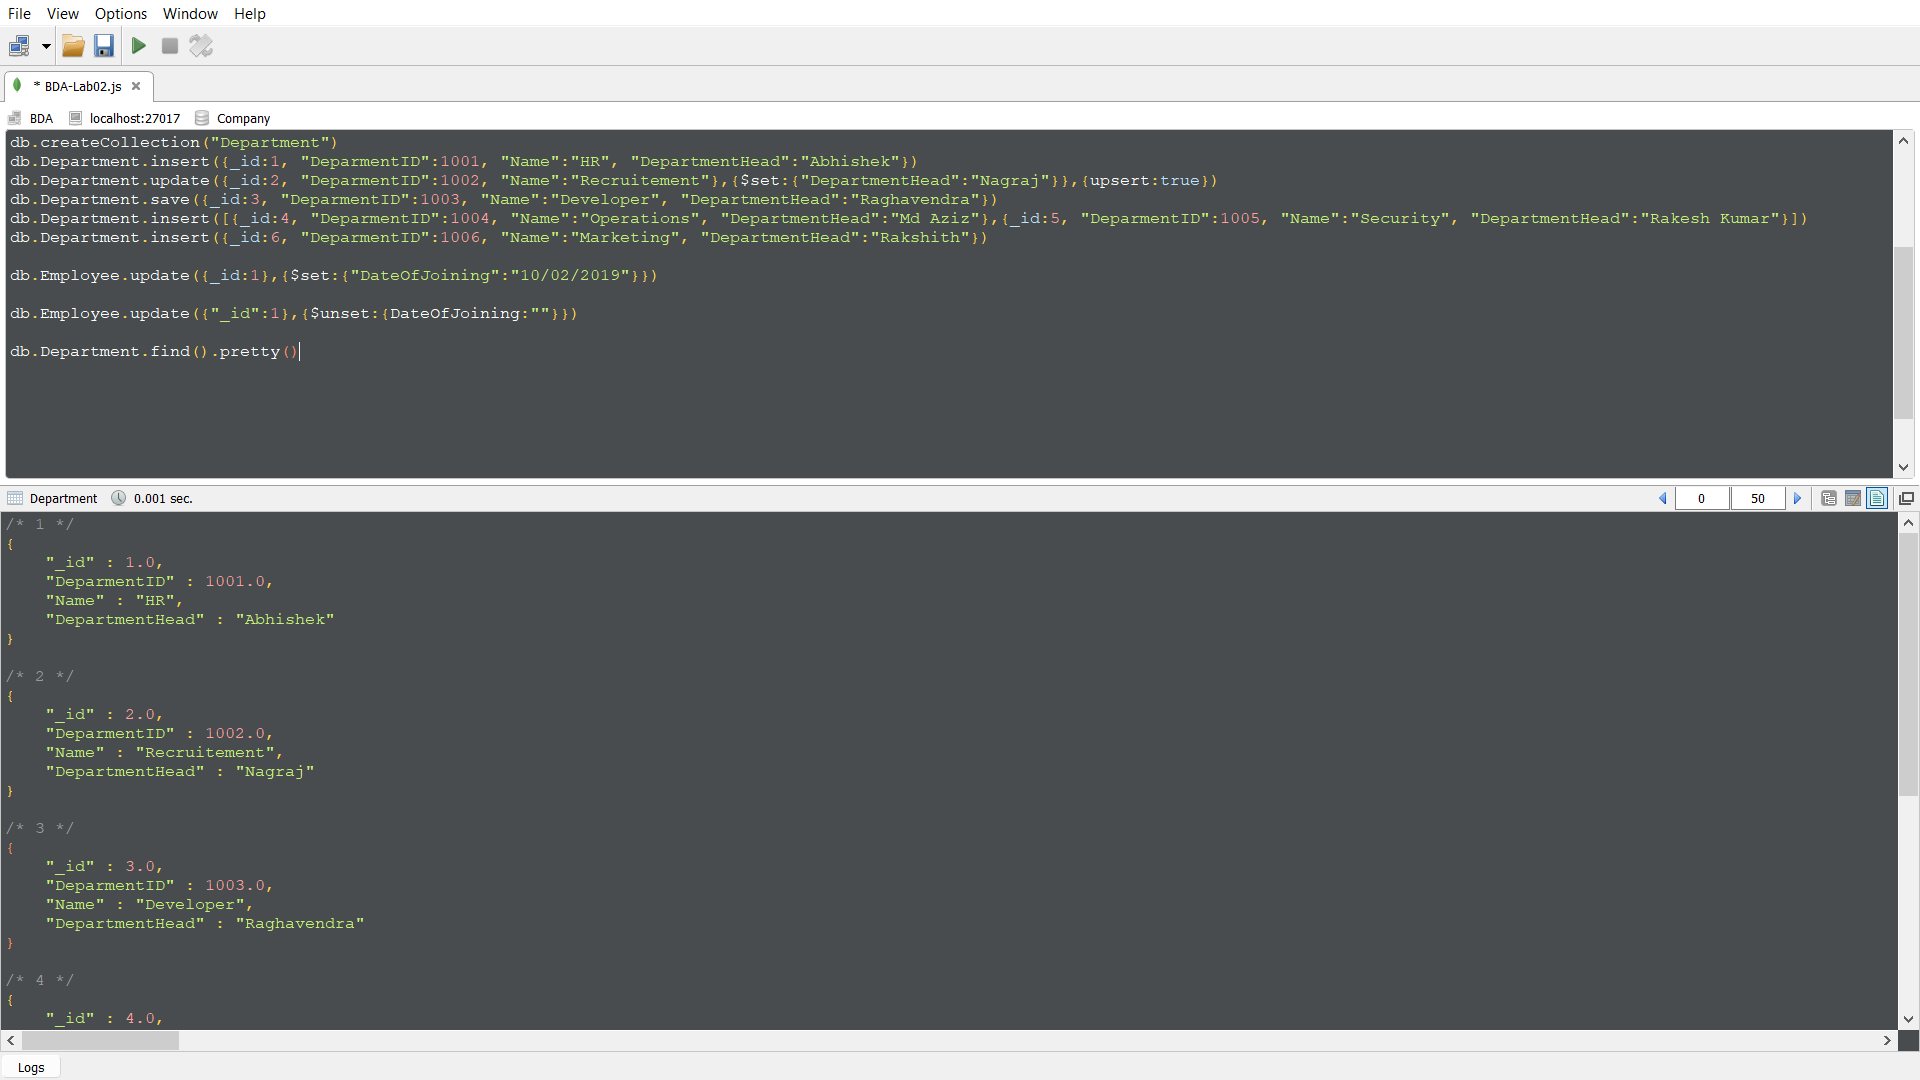 File View Options Window Help
* BDA-Lab02.js
BDA localhost:27017 Company
db.createCollection("Department")
db.Department.insert({_id:1, "DeparmentID":1001, "Name":"HR", "DepartmentHead":"Abhishek"})
db.Department.update({_id:2, "DeparmentID":1002, "Name":"Recruitement"},{$set:{"DepartmentHead":"Nagraj"}},{upsert:true})
db.Department.save({_id:3, "DeparmentID":1003, "Name":"Developer", "DepartmentHead":"Raghavendra"})
db.Department.insert([{_id:4, "DeparmentID":1004, "Name":"Operations", "DepartmentHead":"Md Aziz"},{_id:5, "DeparmentID":1005, "Name":"Security", "DepartmentHead":"Rakesh Kumar"}])
db.Department.insert({_id:6, "DeparmentID":1006, "Name":"Marketing", "DepartmentHead":"Rakshith"})
db.Employee.update({_id:1},{$set:{"DateOfJoining":"10/02/2019"}})
db.Employee.update({"_id":1},{$unset:{DateOfJoining:""}})
db.Department.find().pretty()
Department 0.001 sec. 0 50
/* 1 */
{
"_id" : 1.0,
"DeparmentID" : 1001.0,
"Name" : "HR",
"DepartmentHead" : "Abhishek"
}
/* 2 */
{
"_id" : 2.0,
"DeparmentID" : 1002.0,
"Name" : "Recruitement",
"DepartmentHead" : "Nagraj"
}
/* 3 */
{
"_id" : 3.0,
"DeparmentID" : 1003.0,
"Name" : "Developer",
"DepartmentHead" : "Raghavendra"
}
/* 4 */
{
"_id" : 4.0,
Logs